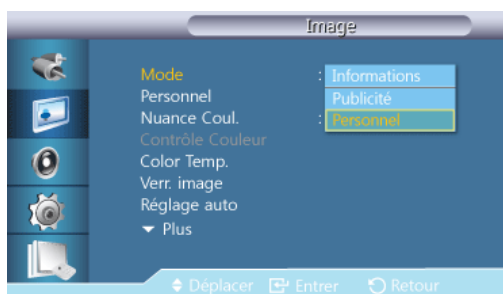 Image
Mode : Informations
Personnel Publicité
Nuance Coul. : Personnel
Contrôle Couleur
Color Temp.
Verr. image
Réglage auto
Plus
Déplacer Entrer Retour